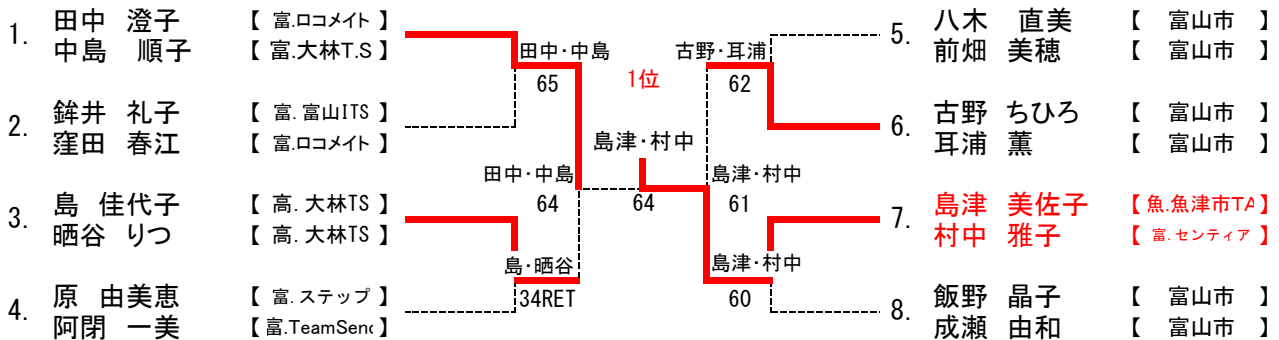 1. 田中 澄子 【 富.ロコメイト 】
中島 順子 【 富.大林T.S 】
2. 鉾井 礼子 【 富. 富山ITS 】
窪田 春江 【 富.ロコメイト 】
3. 島 佳代子 【 高. 大林TS 】
晒谷 りつ 【 高. 大林TS 】
4. 原 由美恵 【 富. ステップ 】
阿閉 一美 【 富.TeamSenc 】
田中・中島
65
田中・中島
64
島・晒谷
34RET
1位
島津・村中
64
古野・耳浦
62
島津・村中
61
島津・村中
60
5. 八木 直美 【 富山市 】
前畑 美穂 【 富山市 】
6. 古野 ちひろ 【 富山市 】
耳浦 薫 【 富山市 】
7. 島津 美佐子 【 魚.魚津市TA 】
村中 雅子 【 富. センティア 】
8. 飯野 晶子 【 富山市 】
成瀬 由和 【 富山市 】